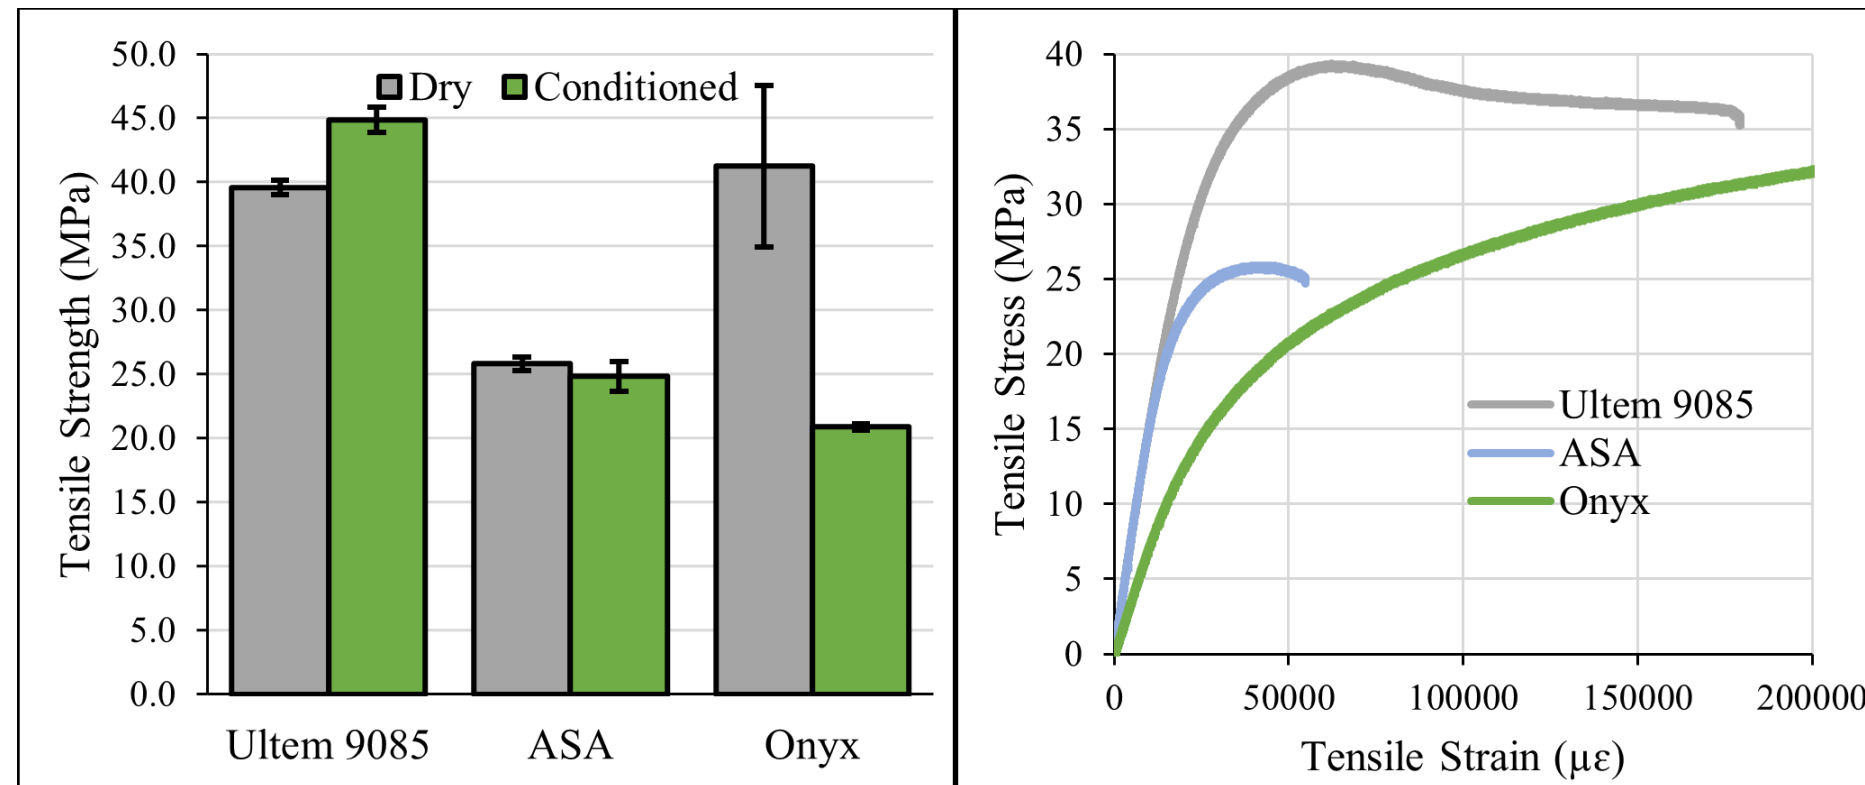 50.0
45.0
40.0
35.0
30.0
25.0
20.0
15.0
10.0
5.0
0.0
Tensile Strength (MPa)
Dry Conditioned
Ultem 9085 ASA Onyx
40
35
30
25
20
15
10
5
0
Tensile Stress (MPa)
Ultem 9085
ASA
Onyx
0 50000 100000 150000 200000
Tensile Strain (µε)